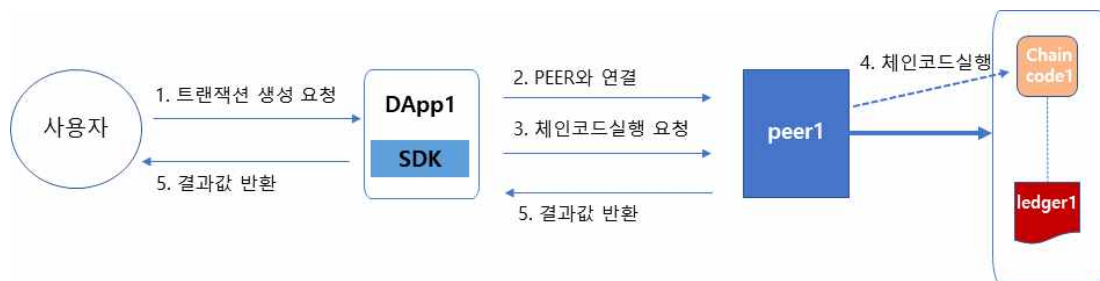 사용자
1. 트랜잭션 생성 요청
5. 결과값 반환
DApp1
SDK
2. PEER와 연결
3. 체인코드실행 요청
5. 결과값 반환
peer1
4. 체인코드실행
Chain
code1
ledger1